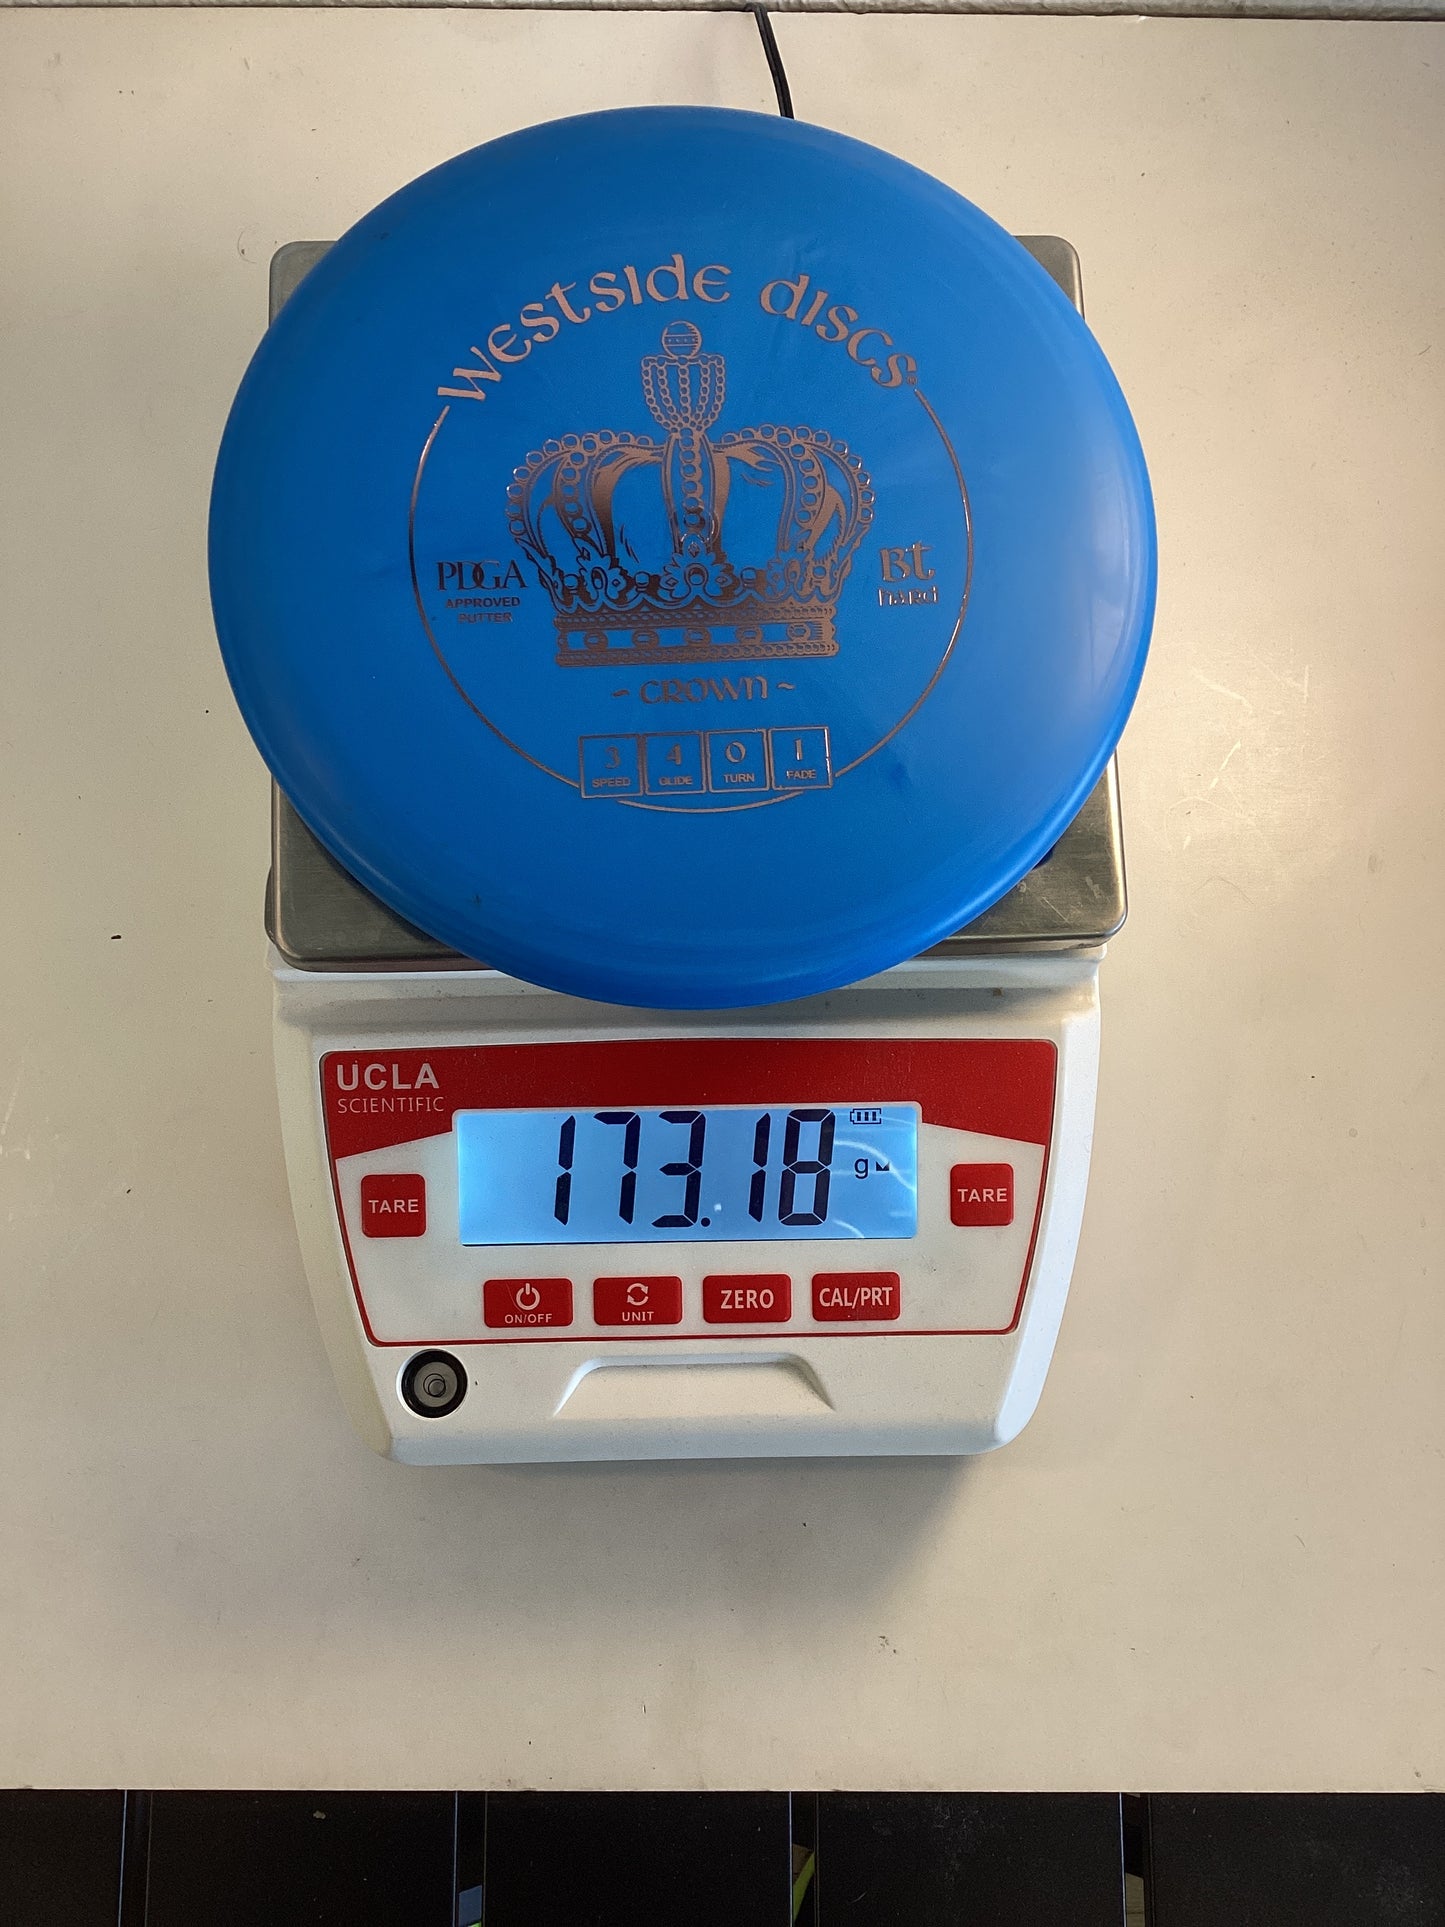 WESTSIDE DISCS
PDGA
APPROVED
PUTTER
BT
HARD
~ CROWN ~
3 4 0 1
SPEED GLIDE TURN FADE
UCLA
SCIENTIFIC
173.18 g
TARE
TARE
ON/OFF
UNIT
ZERO
CAL/PRT